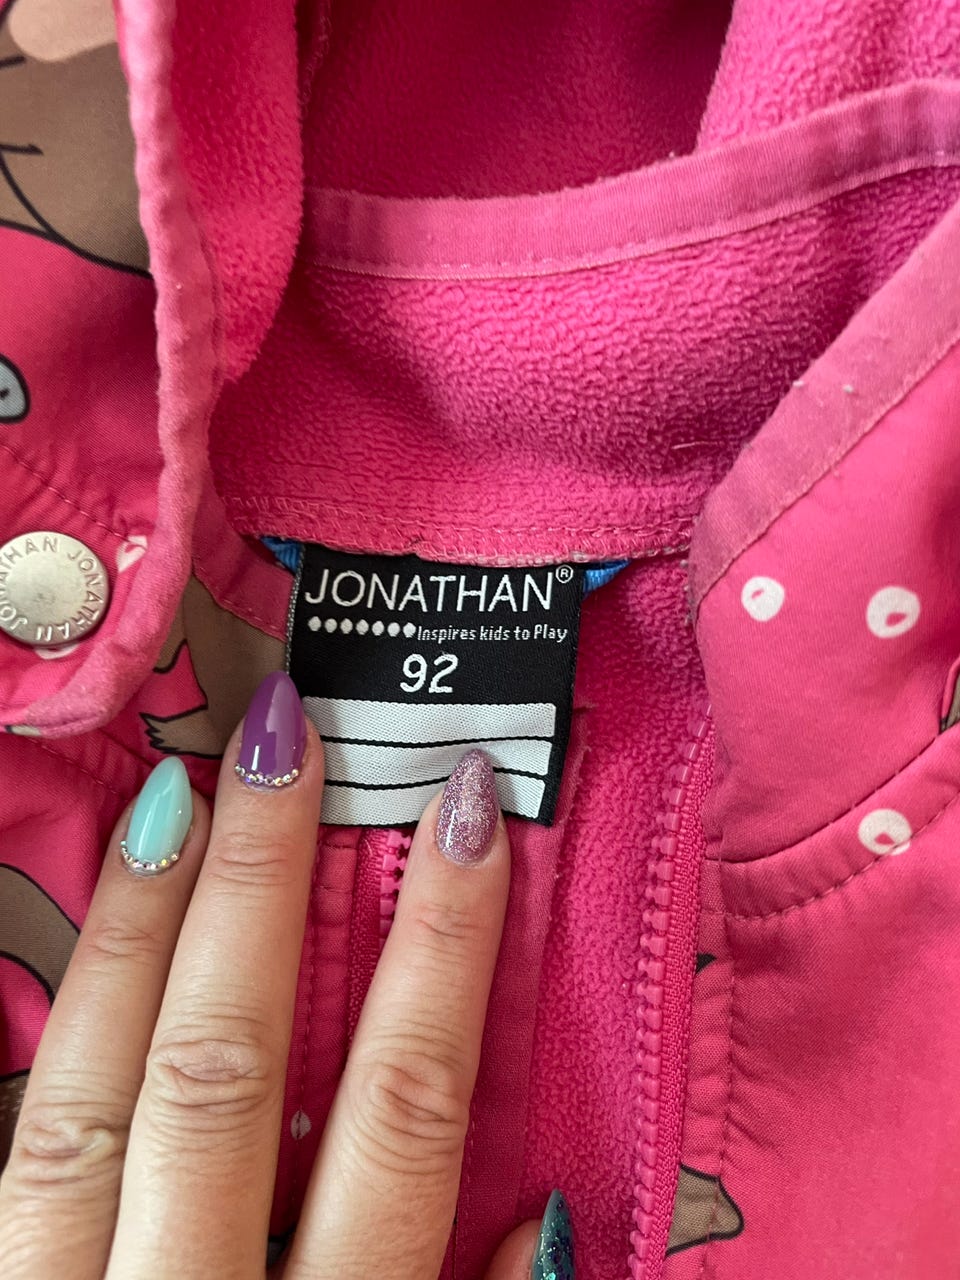 JONATHAN®
Inspires kids to Play
92
JONATHAN JONATHAN